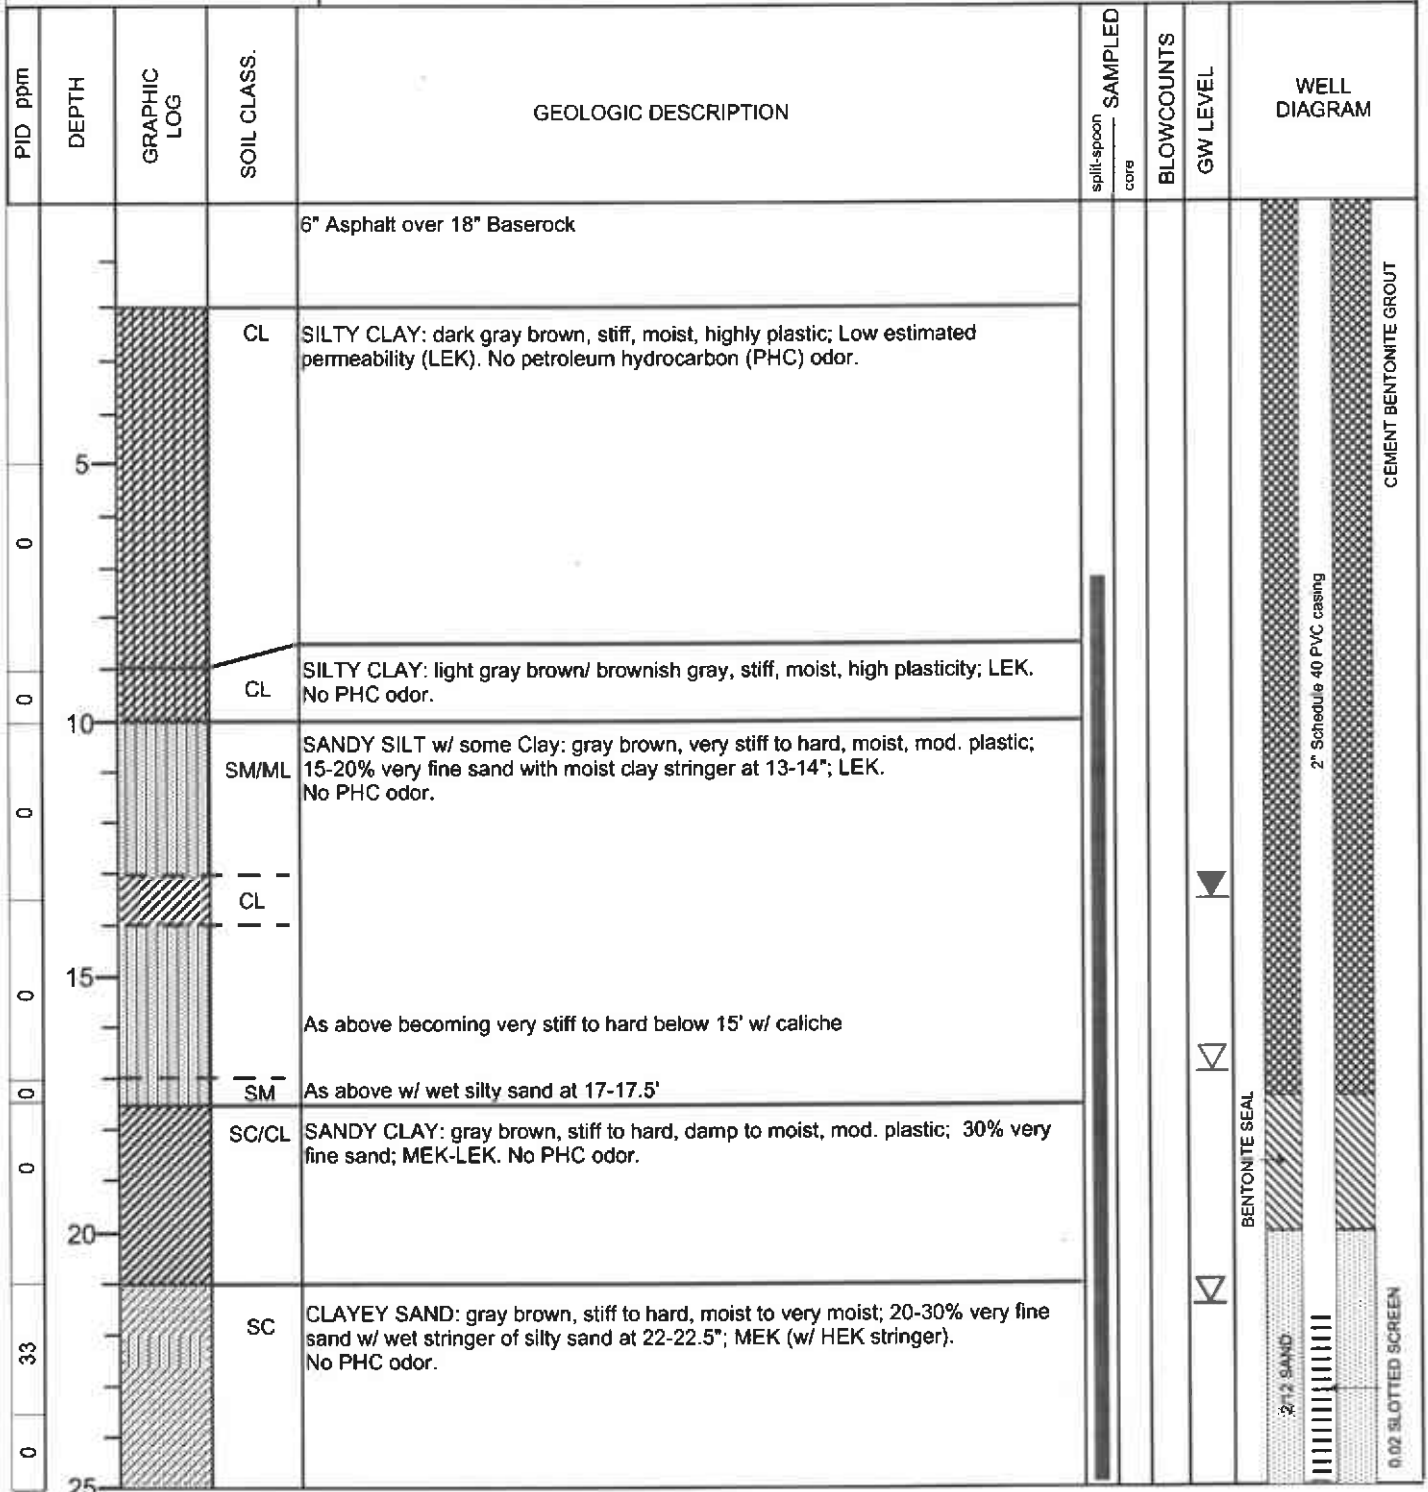 PID ppm
DEPTH
GRAPHIC
LOG
SOIL CLASS.
GEOLOGIC DESCRIPTION
split-spoon
core
SAMPLED
BLOWCOUNTS
GW LEVEL
WELL
DIAGRAM
6" Asphalt over 18" Baserock
CL
SILTY CLAY: dark gray brown, stiff, moist, highly plastic; Low estimated
permeability (LEK). No petroleum hydrocarbon (PHC) odor.
CEMENT BENTONITE GROUT
5
0
2" Schedule 40 PVC casing
CL
SILTY CLAY: light gray brown/ brownish gray, stiff, moist, high plasticity; LEK.
No PHC odor.
0
10
SM/ML
SANDY SILT w/ some Clay: gray brown, very stiff to hard, moist, mod. plastic;
15-20% very fine sand with moist clay stringer at 13-14"; LEK.
No PHC odor.
0
CL
15
0
As above becoming very stiff to hard below 15' w/ caliche
0
SM
As above w/ wet silty sand at 17-17.5'
SC/CL
SANDY CLAY: gray brown, stiff to hard, damp to moist, mod. plastic; 30% very
fine sand; MEK-LEK. No PHC odor.
0
BENTONITE SEAL
20
SC
CLAYEY SAND: gray brown, stiff to hard, moist to very moist; 20-30% very fine
sand w/ wet stringer of silty sand at 22-22.5"; MEK (w/ HEK stringer).
No PHC odor.
33
2/12 SAND
0.02 SLOTTED SCREEN
0
25